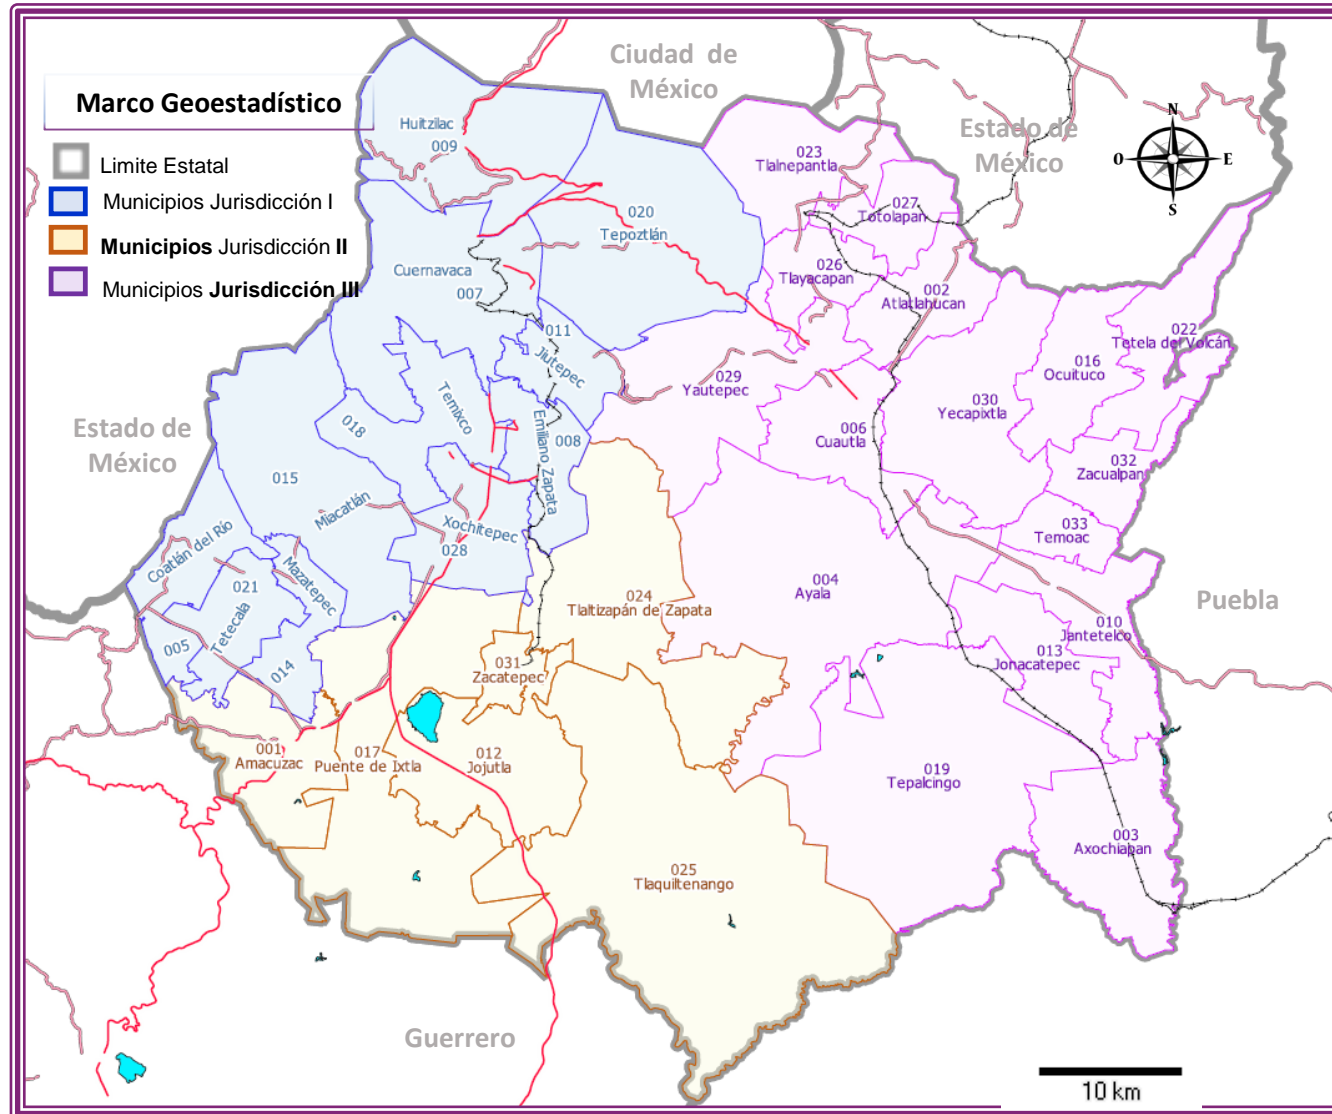 Ciudad de
México
Marco Geoestadístico
Limite Estatal
Municipios Jurisdicción I
Municipios Jurisdicción II
Municipios Jurisdicción III
Estado de
México
N
O
E
S
Huitzilac
009
023
Tlalnepantla
027
Totolapan
020
Tepoztlán
026
Tlayacapan
002
Atlatlahucan
Cuernavaca
007
022
Tetela del Volcán
016
Ocuituco
011
Jiutepec
029
Yautepec
030
Yecapixtla
Temixco
018
006
Cuautla
Emiliano Zapata
008
Estado de
México
032
Zacualpan
015
Miacatlán
Xochitepec
028
033
Temoac
Coatlán del Río
Mazatepec
021
Tetecala
005
014
024
Tlaltizapán de Zapata
004
Ayala
Puebla
010
Jantetelco
013
Jonacatepec
031
Zacatepec
001
Amacuzac
017
Puente de Ixtla
012
Jojutla
019
Tepalcingo
003
Axochiapan
025
Tlaquiltenango
Guerrero
10 km